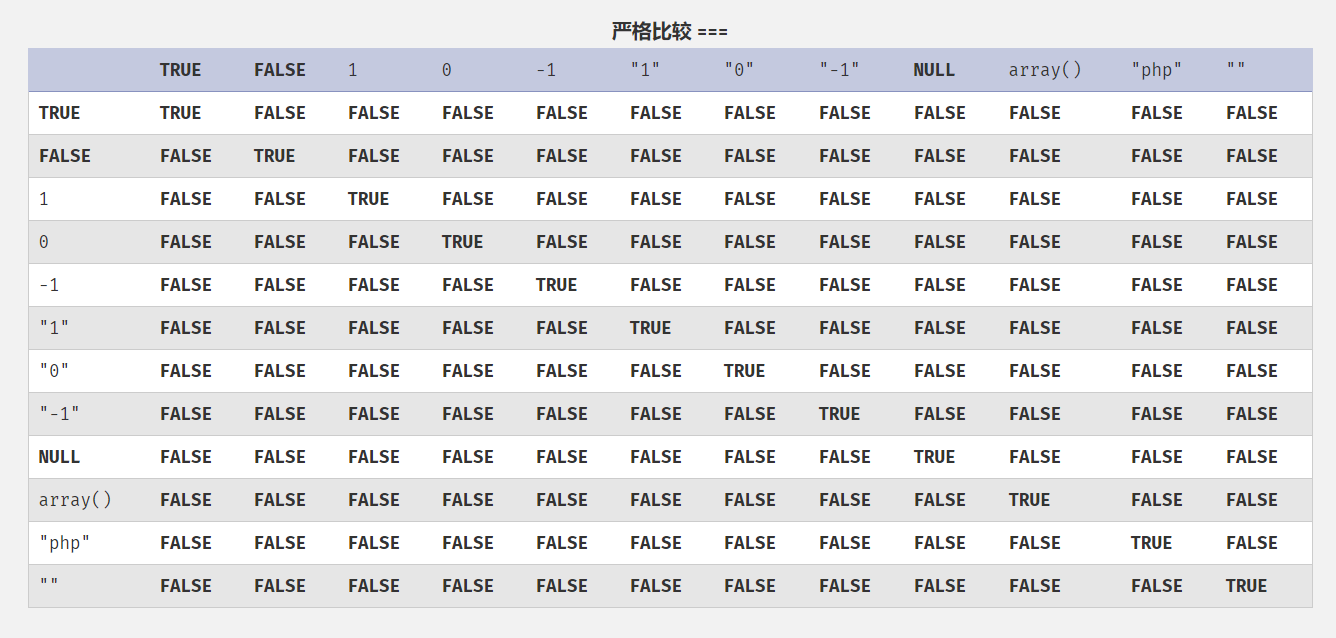 严格比较 ===
TRUE FALSE 1 0 -1 "1" "0" "-1" NULL array() "php" ""
TRUE TRUE FALSE FALSE FALSE FALSE FALSE FALSE FALSE FALSE FALSE FALSE FALSE
FALSE FALSE TRUE FALSE FALSE FALSE FALSE FALSE FALSE FALSE FALSE FALSE FALSE
1 FALSE FALSE TRUE FALSE FALSE FALSE FALSE FALSE FALSE FALSE FALSE FALSE
0 FALSE FALSE FALSE TRUE FALSE FALSE FALSE FALSE FALSE FALSE FALSE FALSE
-1 FALSE FALSE FALSE FALSE TRUE FALSE FALSE FALSE FALSE FALSE FALSE FALSE
"1" FALSE FALSE FALSE FALSE FALSE TRUE FALSE FALSE FALSE FALSE FALSE FALSE
"0" FALSE FALSE FALSE FALSE FALSE FALSE TRUE FALSE FALSE FALSE FALSE FALSE
"-1" FALSE FALSE FALSE FALSE FALSE FALSE FALSE TRUE FALSE FALSE FALSE FALSE
NULL FALSE FALSE FALSE FALSE FALSE FALSE FALSE FALSE TRUE FALSE FALSE FALSE
array() FALSE FALSE FALSE FALSE FALSE FALSE FALSE FALSE FALSE TRUE FALSE FALSE
"php" FALSE FALSE FALSE FALSE FALSE FALSE FALSE FALSE FALSE FALSE TRUE FALSE
"" FALSE FALSE FALSE FALSE FALSE FALSE FALSE FALSE FALSE FALSE FALSE TRUE